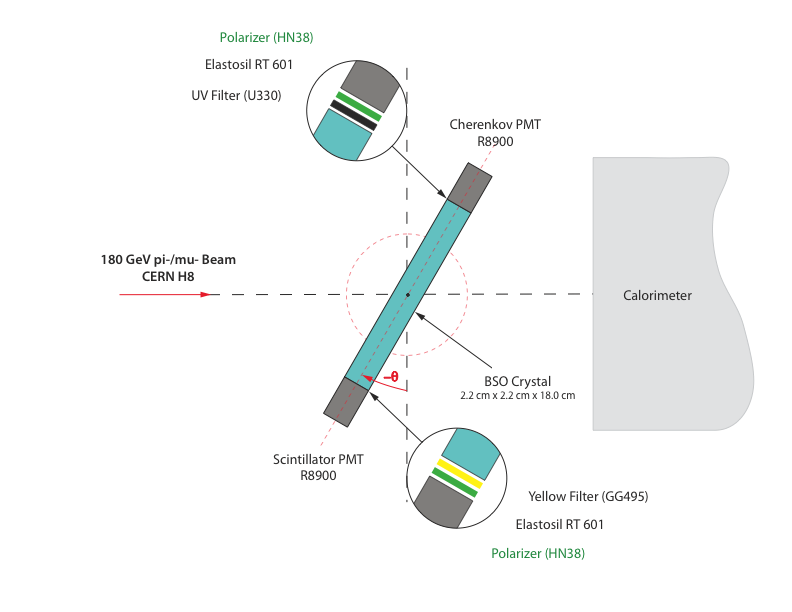 Polarizer (HN38)
Elastosil RT 601
UV Filter (U330)
Cherenkov PMT
R8900
180 GeV pi-/mu- Beam
CERN H8
Calorimeter
–θ
BSO Crystal
2.2 cm x 2.2 cm x 18.0 cm
Scintillator PMT
R8900
Yellow Filter (GG495)
Elastosil RT 601
Polarizer (HN38)